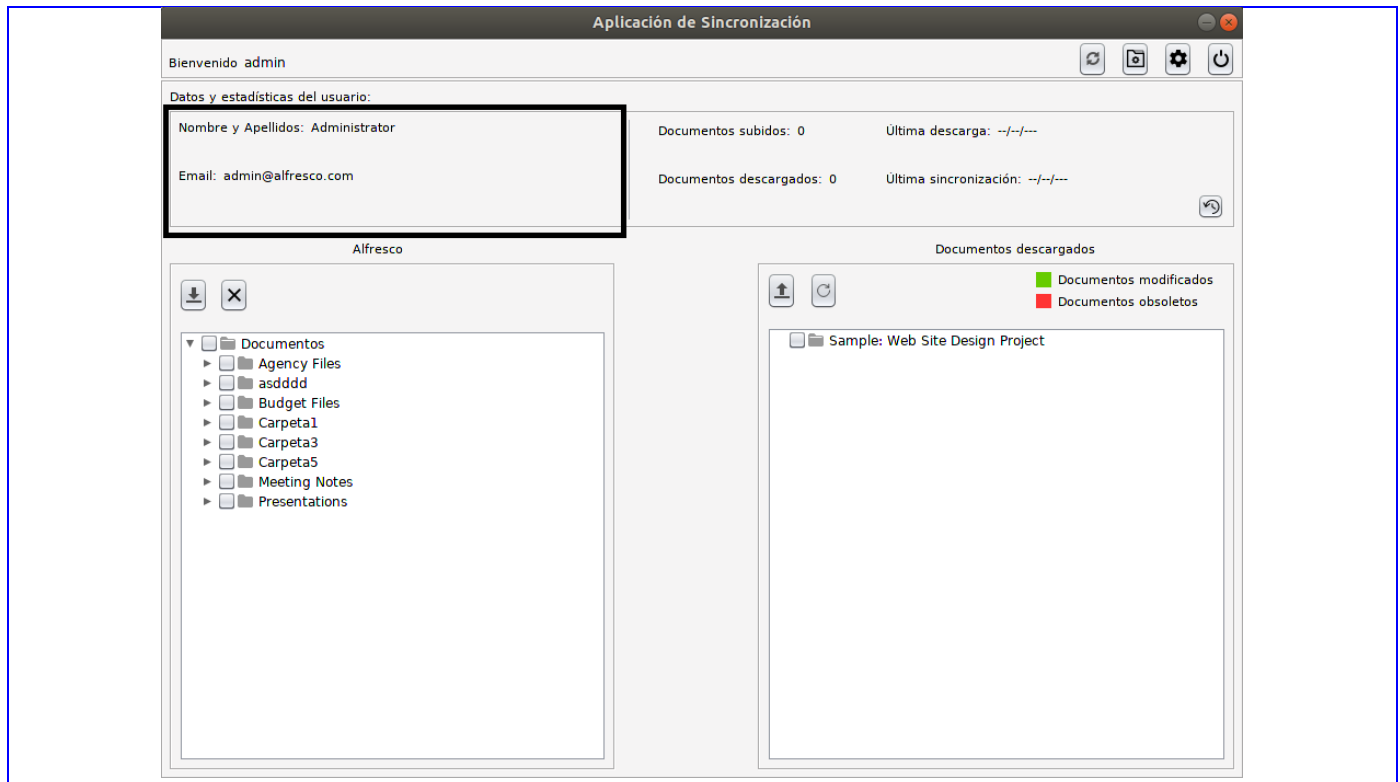 Aplicación de Sincronización
Bienvenido admin
Datos y estadísticas del usuario:
Nombre y Apellidos: Administrator
Email: admin@alfresco.com
Documentos subidos: 0
Última descarga: --/--/---
Documentos descargados: 0
Última sincronización: --/--/---
Alfresco
Documentos
Agency Files
asdddd
Budget Files
Carpeta1
Carpeta3
Carpeta5
Meeting Notes
Presentations
Documentos descargados
Documentos modificados
Documentos obsoletos
Sample: Web Site Design Project